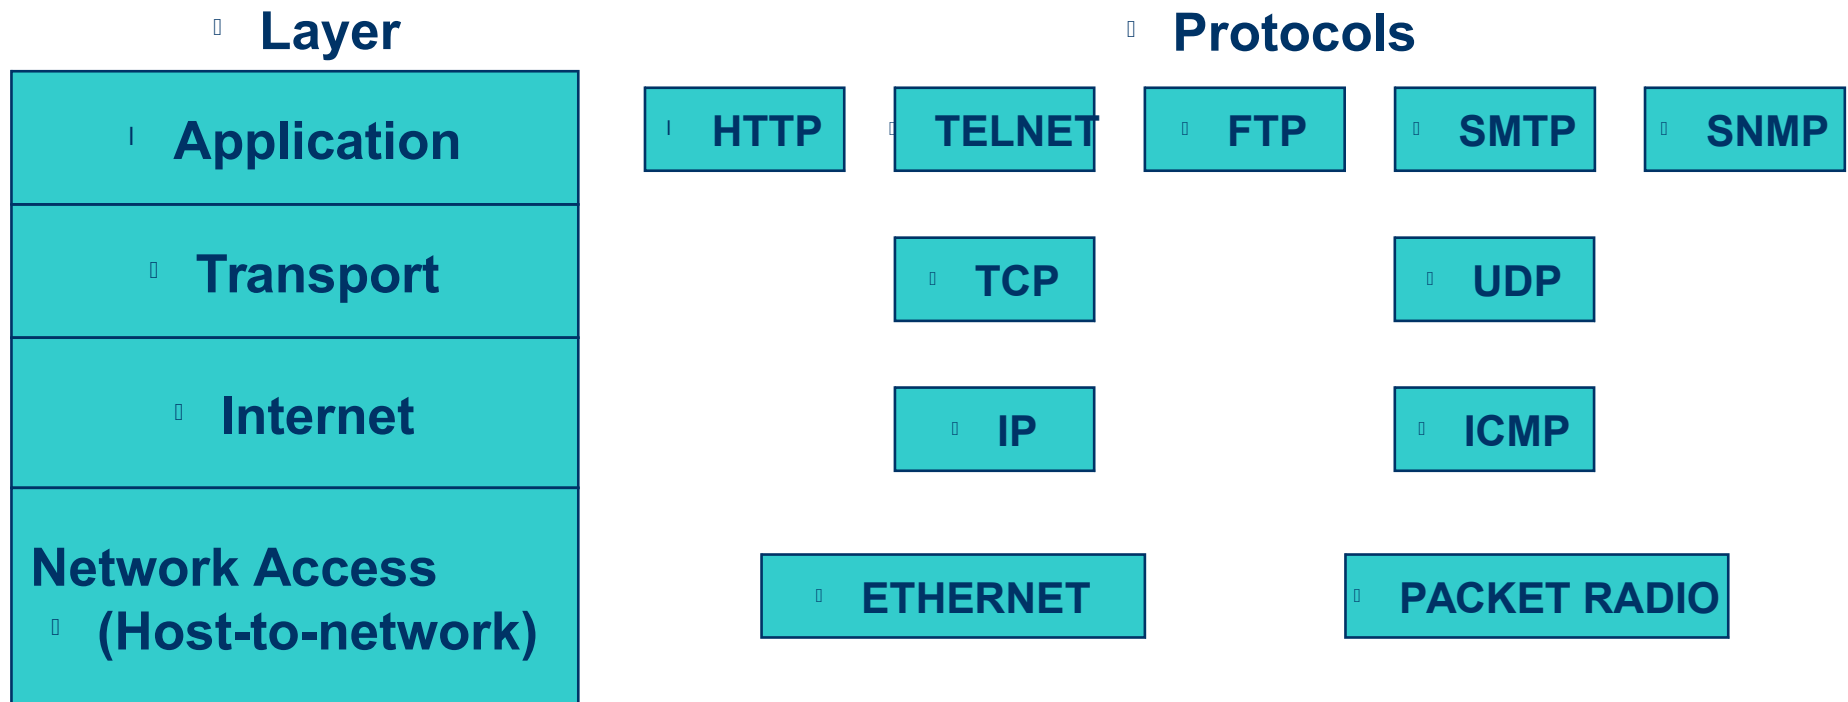 Layer
Protocols
Application
HTTP
TELNET
FTP
SMTP
SNMP
Transport
TCP
UDP
Internet
IP
ICMP
Network Access
(Host-to-network)
ETHERNET
PACKET RADIO